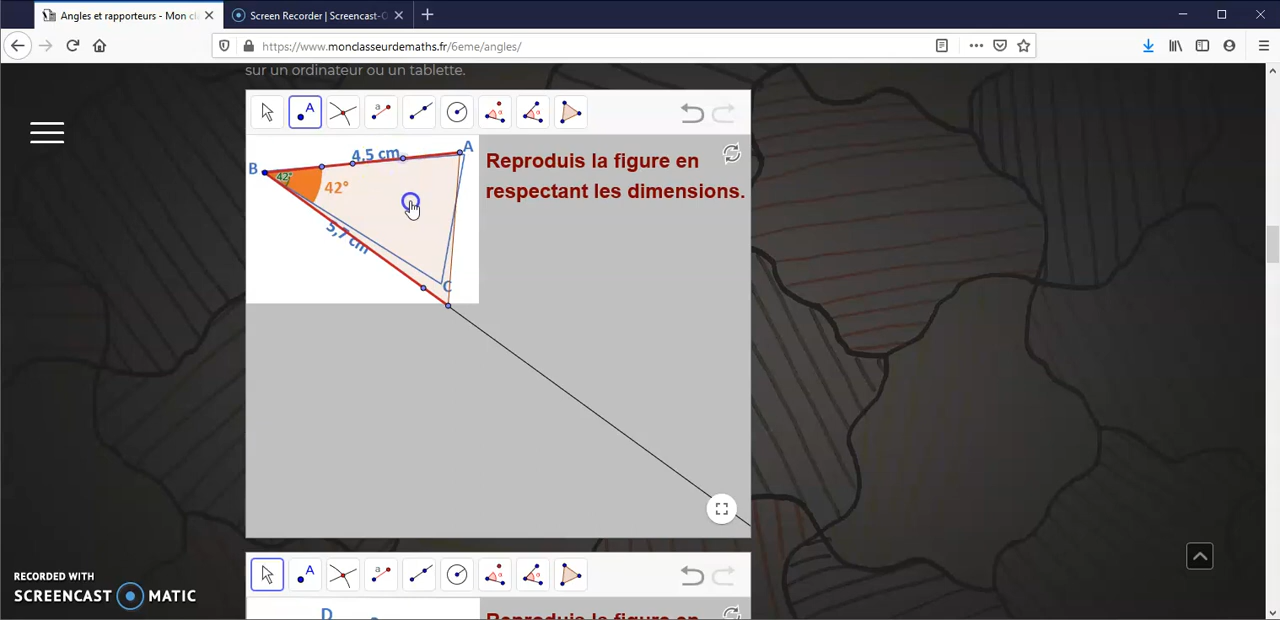 Angles et rapporteurs - Mon cl
Screen Recorder | Screencast-O
https://www.monclasseurdemaths.fr/6eme/angles/
sur un ordinateur ou un tablette.
A
a
α
α
4,5 cm
A
B
42°
42°
5,7 cm
C
Reproduis la figure en
respectant les dimensions.
A
a
α
α
D
Reproduis la figure en
RECORDED WITH
SCREENCAST MATIC